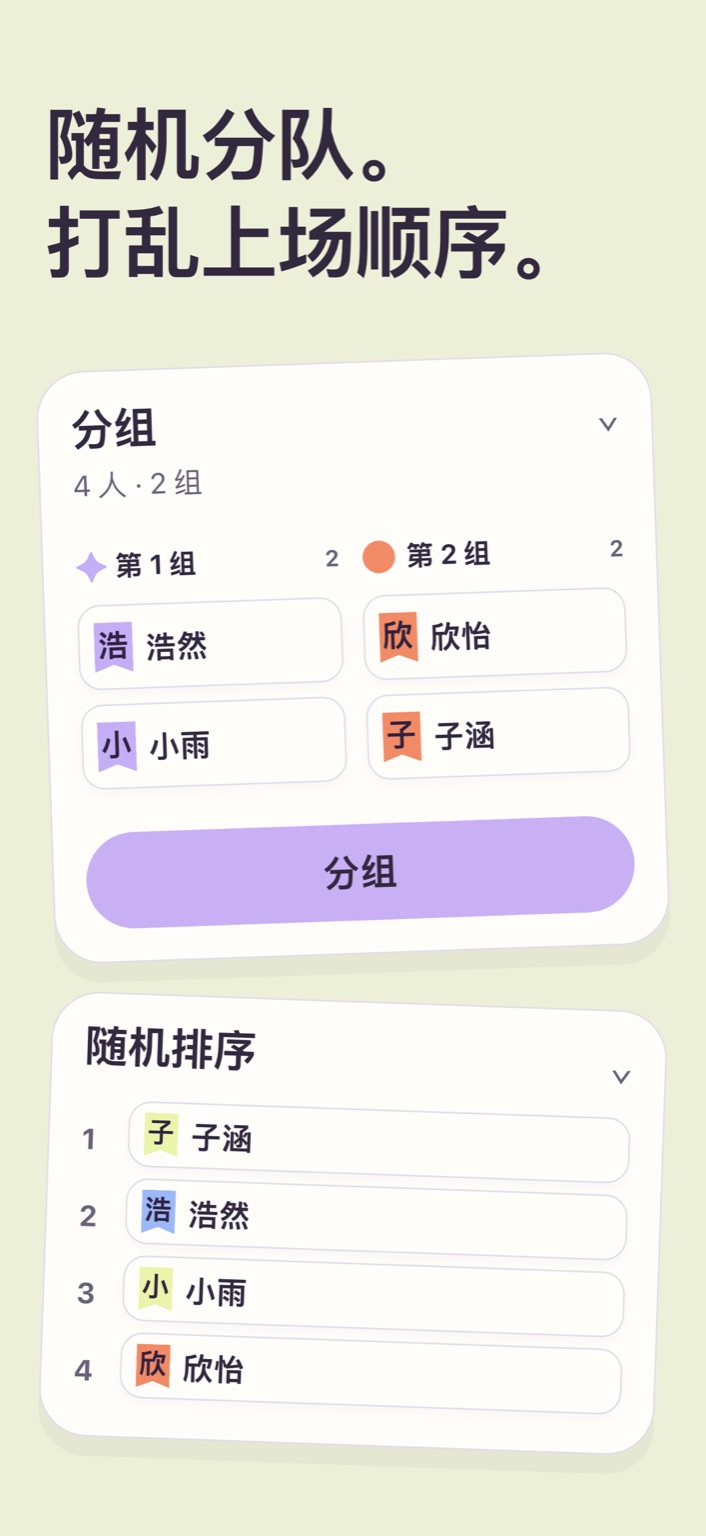 随机分队。
打乱上场顺序。
分组
4 人 · 2 组
第 1 组 2
第 2 组 2
浩 浩然
欣 欣怡
小 小雨
子 子涵
分组
随机排序
1 子 子涵
2 浩 浩然
3 小 小雨
4 欣 欣怡